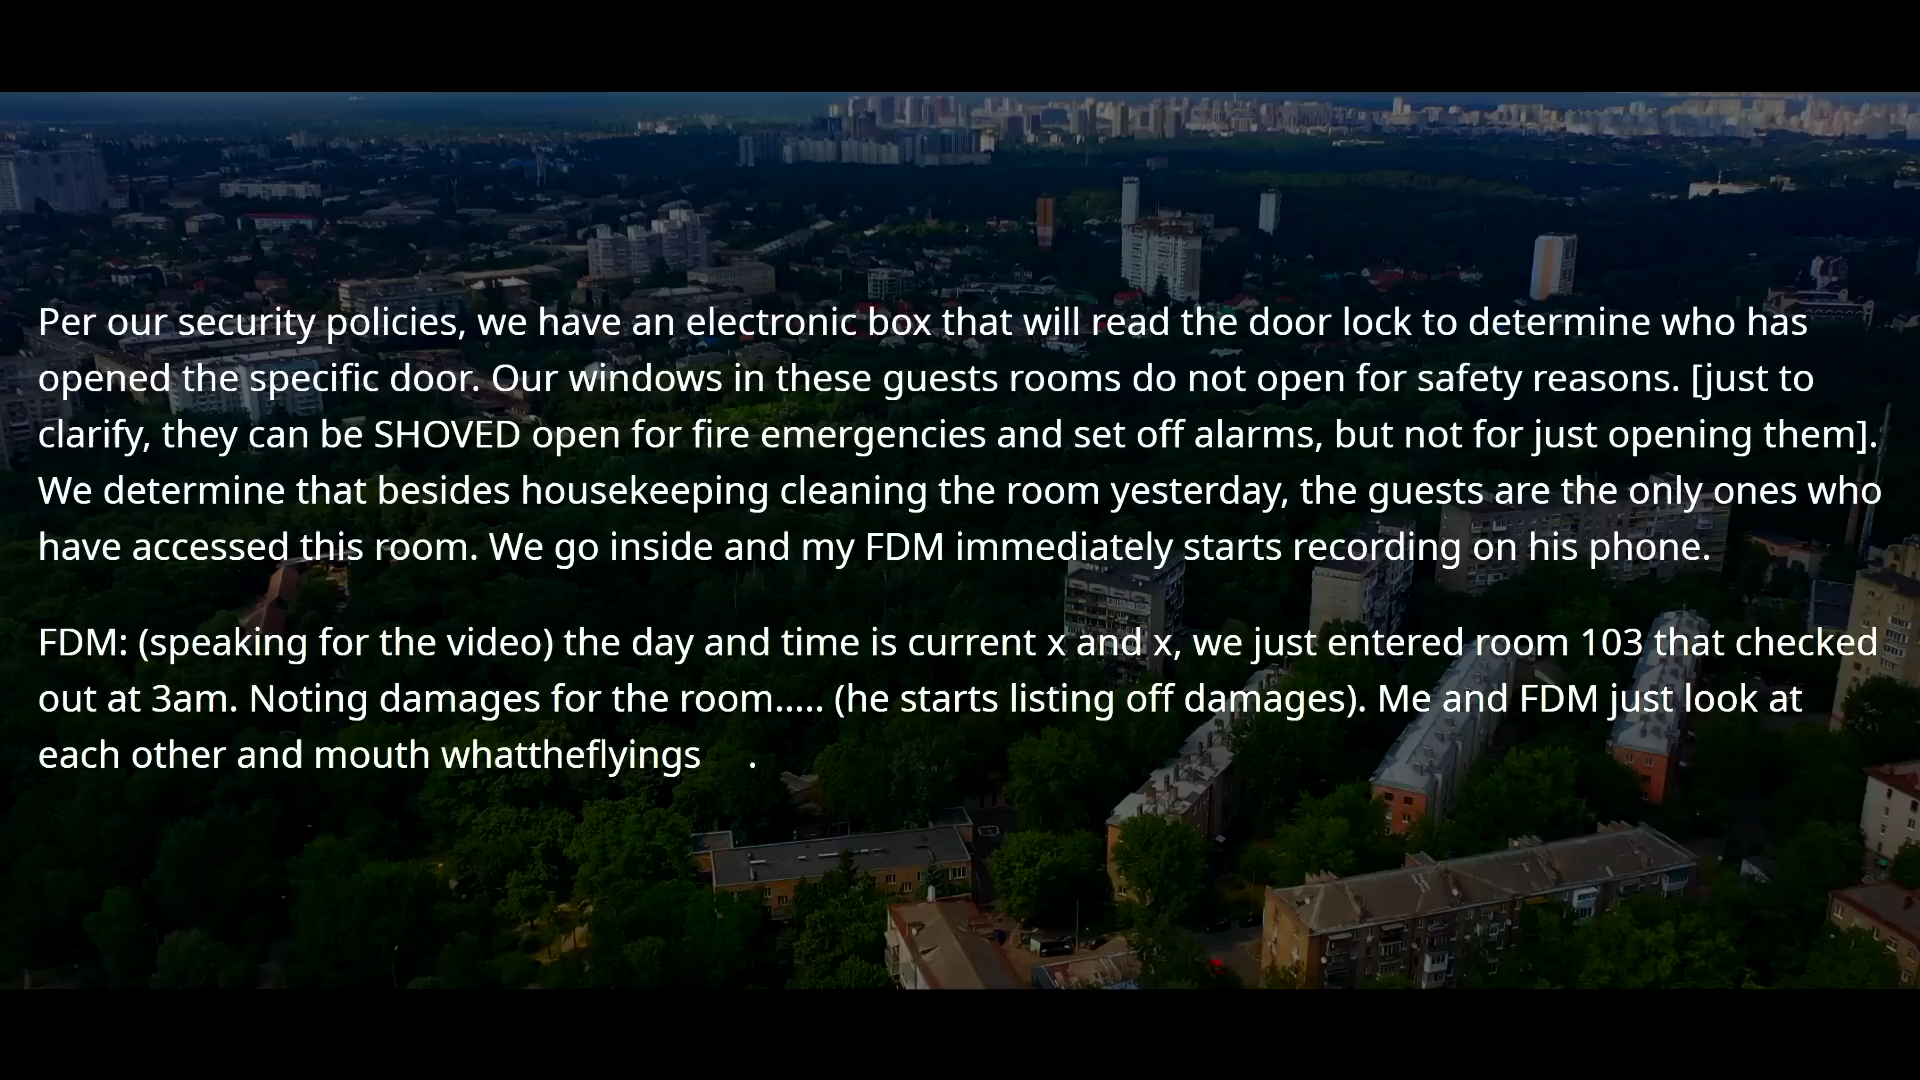 Per our security policies, we have an electronic box that will read the door lock to determine who has
opened the specific door. Our windows in these guests rooms do not open for safety reasons. [just to
clarify, they can be SHOVED open for fire emergencies and set off alarms, but not for just opening them].
We determine that besides housekeeping cleaning the room yesterday, the guests are the only ones who
have accessed this room. We go inside and my FDM immediately starts recording on his phone.
FDM: (speaking for the video) the day and time is current x and x, we just entered room 103 that checked
out at 3am. Noting damages for the room..... (he starts listing off damages). Me and FDM just look at
each other and mouth whattheflyings .